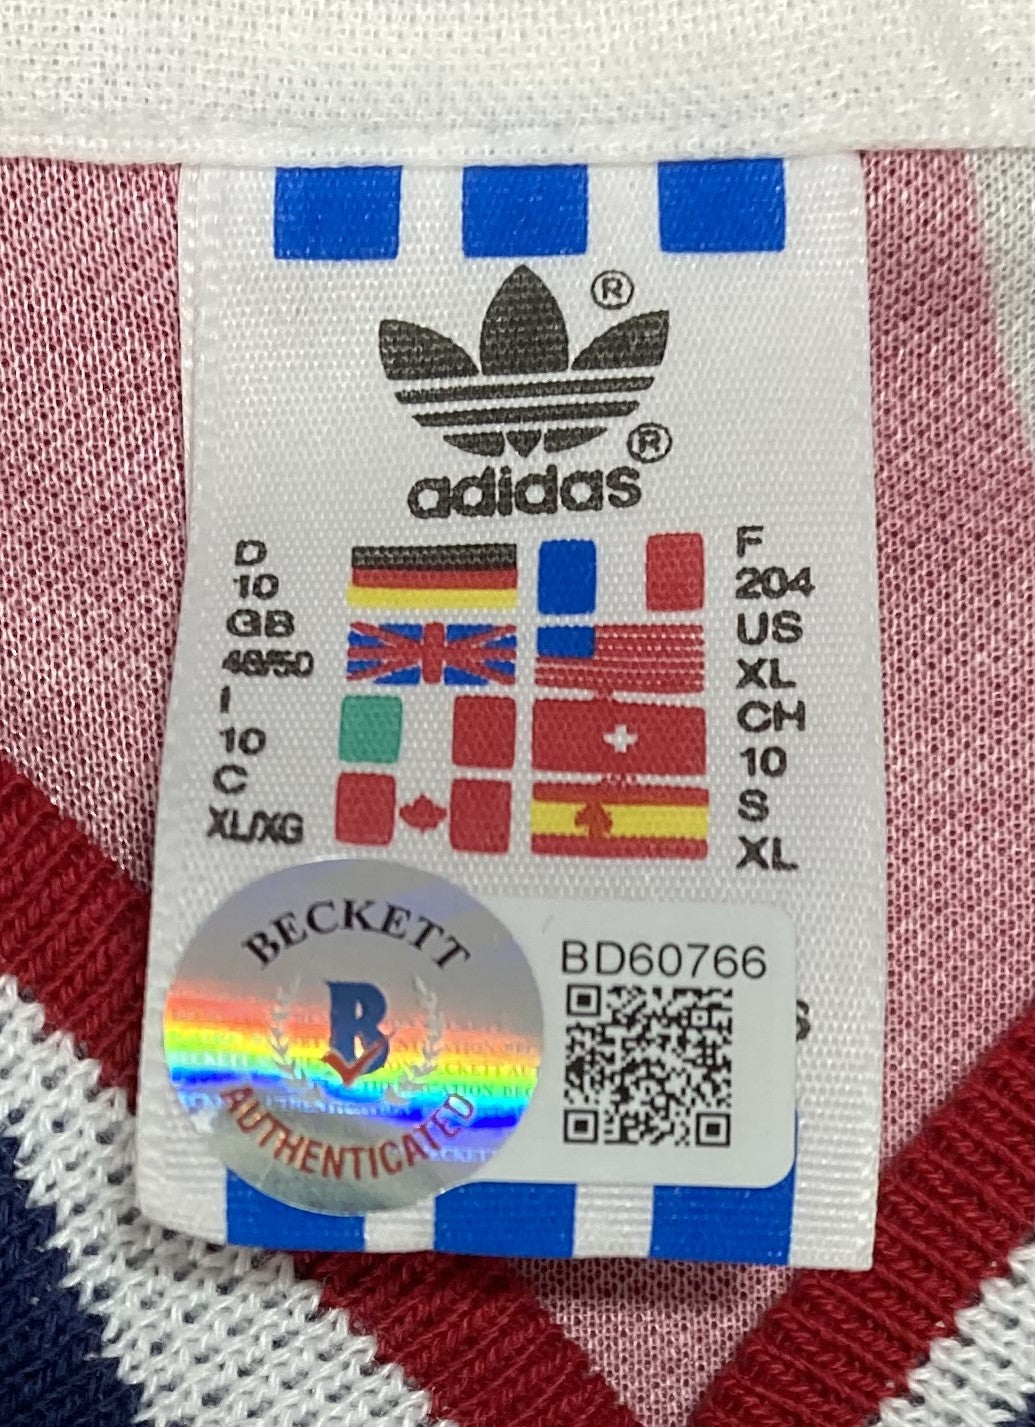 ®
®
adidas
D
10
GB
48/50
I
10
C
XL/XG
F
204
US
XL
CH
10
S
XL
BECKETT
B
AUTHENTICATED
BD60766
S